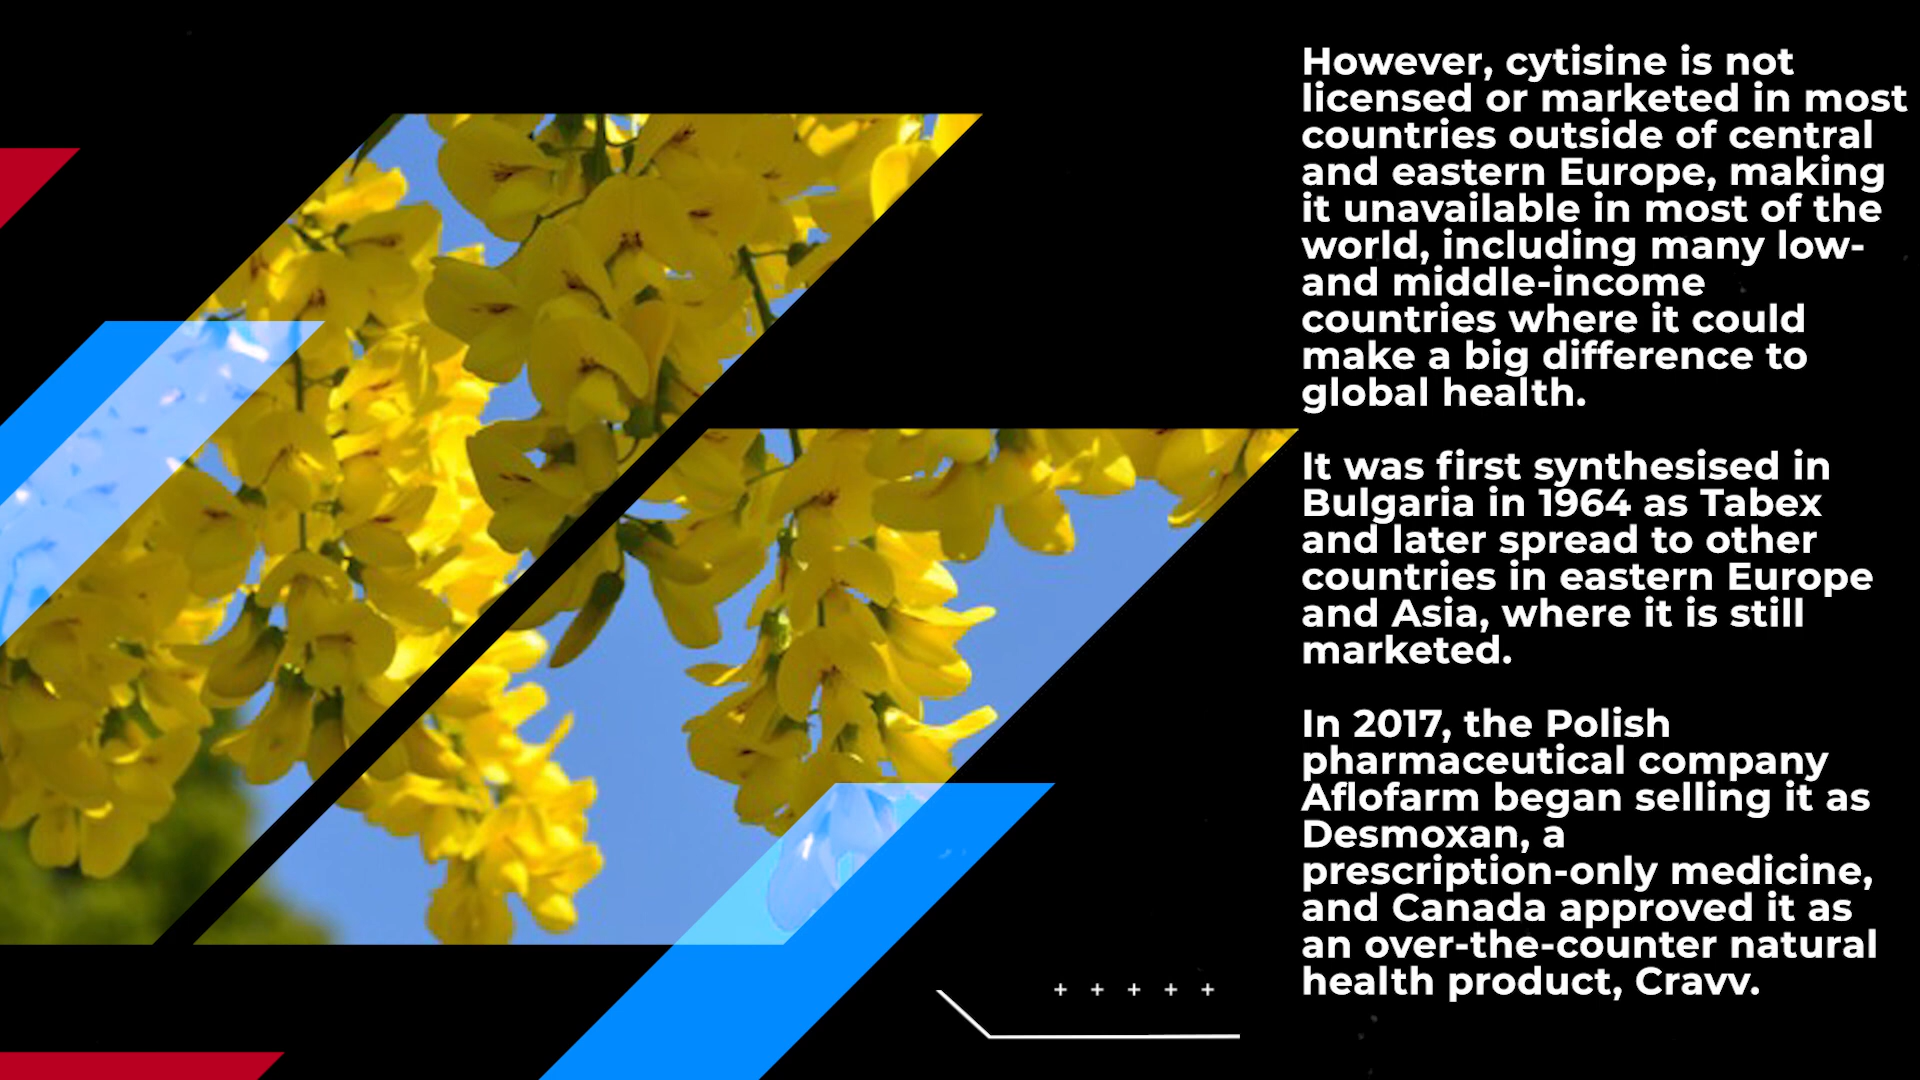 However, cytisine is not
licensed or marketed in most
countries outside of central
and eastern Europe, making
it unavailable in most of the
world, including many low-
and middle-income
countries where it could
make a big difference to
global health.
It was first synthesised in
Bulgaria in 1964 as Tabex
and later spread to other
countries in eastern Europe
and Asia, where it is still
marketed.
In 2017, the Polish
pharmaceutical company
Aflofarm began selling it as
Desmoxan, a
prescription-only medicine,
and Canada approved it as
an over-the-counter natural
health product, Cravv.